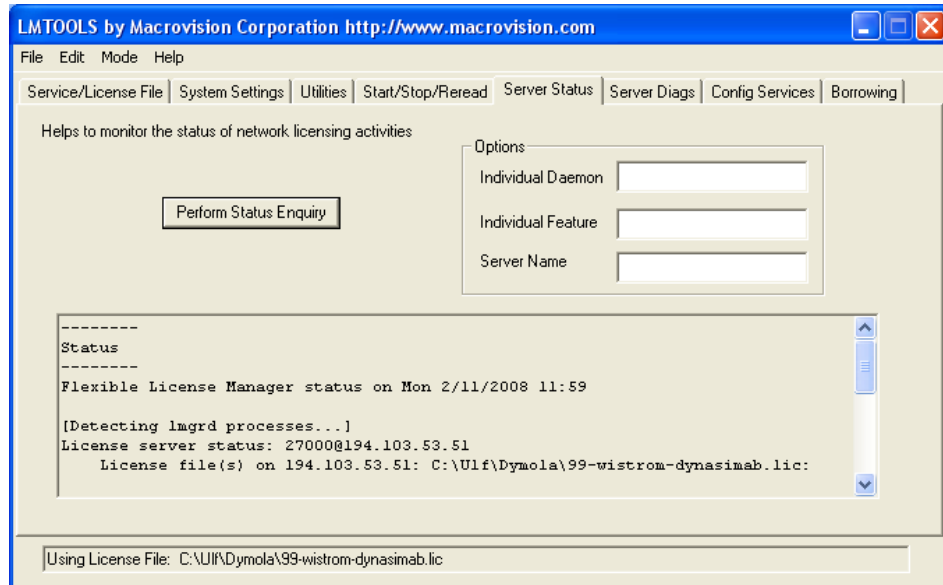 LMTOOLS by Macrovision Corporation http://www.macrovision.com
File Edit Mode Help
Service/License File System Settings Utilities Start/Stop/Reread Server Status Server Diags Config Services Borrowing
Helps to monitor the status of network licensing activities
Options
Individual Daemon
Perform Status Enquiry
Individual Feature
Server Name
--------
Status
--------
Flexible License Manager status on Mon 2/11/2008 11:59
[Detecting lmgrd processes...]
License server status: 27000@194.103.53.51
License file(s) on 194.103.53.51: C:\Ulf\Dymola\99-wistrom-dynasimab.lic:
Using License File: C:\Ulf\Dymola\99-wistrom-dynasimab.lic